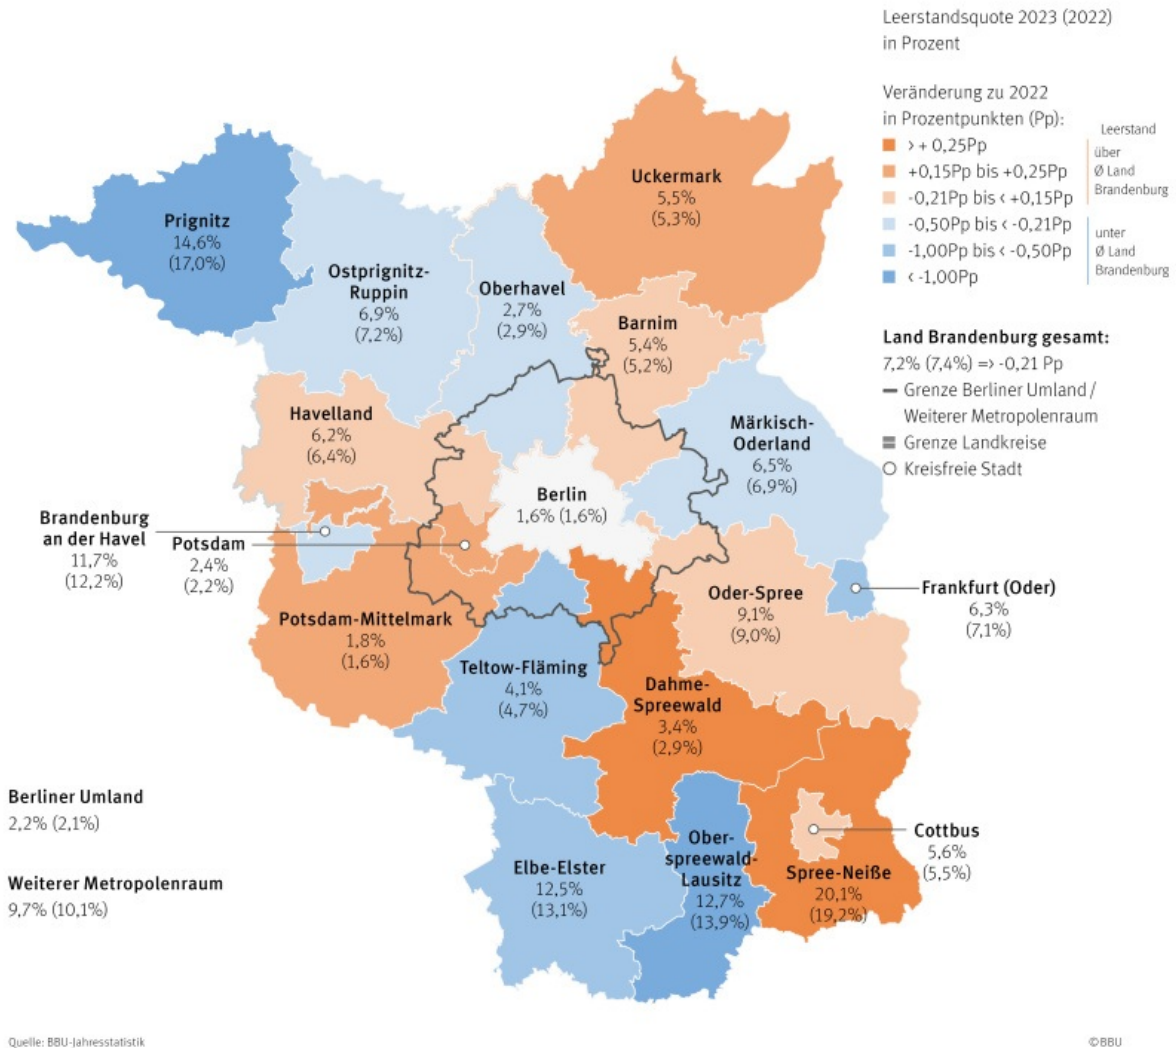 Leerstandsquote 2023 (2022)
in Prozent
Veränderung zu 2022
in Prozentpunkten (Pp):
> + 0,25Pp
+0,15Pp bis +0,25Pp
-0,21Pp bis < +0,15Pp
-0,50Pp bis < -0,21Pp
-1,00Pp bis < -0,50Pp
< -1,00Pp
Leerstand
über
Ø Land
Brandenburg
unter
Ø Land
Brandenburg
Land Brandenburg gesamt:
7,2% (7,4%) => -0,21 Pp
Grenze Berliner Umland /
Weiterer Metropolenraum
Grenze Landkreise
Kreisfreie Stadt
Uckermark
5,5%
(5,3%)
Prignitz
14,6%
(17,0%)
Ostprignitz-
Ruppin
6,9%
(7,2%)
Oberhavel
2,7%
(2,9%)
Barnim
5,4%
(5,2%)
Havelland
6,2%
(6,4%)
Märkisch-
Oderland
6,5%
(6,9%)
Berlin
1,6% (1,6%)
Brandenburg
an der Havel
11,7%
(12,2%)
Potsdam
2,4%
(2,2%)
Potsdam-Mittelmark
1,8%
(1,6%)
Oder-Spree
9,1%
(9,0%)
Frankfurt (Oder)
6,3%
(7,1%)
Teltow-Fläming
4,1%
(4,7%)
Dahme-
Spreewald
3,4%
(2,9%)
Berliner Umland
2,2% (2,1%)
Weiterer Metropolenraum
9,7% (10,1%)
Elbe-Elster
12,5%
(13,1%)
Ober-
spreewald-
Lausitz
12,7%
(13,9%)
Spree-Neiße
20,1%
(19,2%)
Cottbus
5,6%
(5,5%)
Quelle: BBU-Jahresstatistik
©BBU